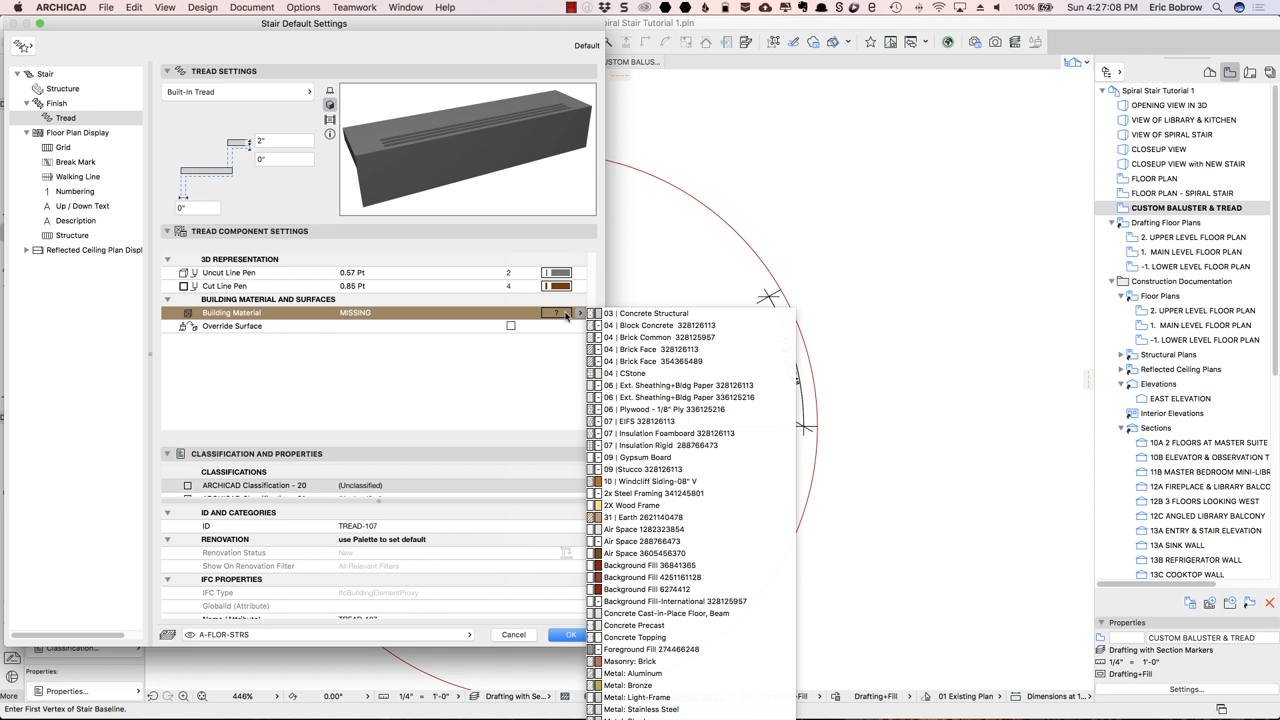 ARCHICAD File Edit View Design Document Options Teamwork Window Help
100% Sun 4:27:08 PM Eric Bobrow
Stair Default Settings
piral Stair Tutorial 1.pln
Default
USTOM BALUS...
Stair
Structure
Finish
Tread
Floor Plan Display
Grid
Break Mark
Walking Line
1 Numbering
A Up / Down Text
A Description
Structure
Reflected Ceiling Plan Displ
TREAD SETTINGS
Built-In Tread
2"
0"
0"
TREAD COMPONENT SETTINGS
3D REPRESENTATION
Uncut Line Pen 0.57 Pt 2
Cut Line Pen 0.85 Pt 4
BUILDING MATERIAL AND SURFACES
Building Material MISSING ?
Override Surface
CLASSIFICATION AND PROPERTIES
CLASSIFICATIONS
ARCHICAD Classification - 20 (Unclassified)
ID AND CATEGORIES
ID TREAD-107
RENOVATION use Palette to set default
Renovation Status New
Show On Renovation Filter All Relevant Filters
IFC PROPERTIES
IFC Type IfcBuildingElementProxy
GlobalId (Attribute)
Name (Attribute) TREAD-107
A-FLOR-STRS
Cancel OK
03 | Concrete Structural
04 | Block Concrete 328126113
04 | Brick Common 328125957
04 | Brick Face 328126113
04 | Brick Face 354365489
04 | CStone
06 | Ext. Sheathing+Bldg Paper 328126113
06 | Ext. Sheathing+Bldg Paper 336125216
06 | Plywood - 1/8" Ply 336125216
07 | EIFS 328126113
07 | Insulation Foamboard 328126113
07 | Insulation Rigid 288766473
09 | Gypsum Board
09 |Stucco 328126113
10 | Windcliff Siding-08" V
2x Steel Framing 341245801
2X Wood Frame
31 | Earth 2621140478
Air Space 1282323854
Air Space 288766473
Air Space 3605456370
Background Fill 36841365
Background Fill 4251161128
Background Fill 6274412
Background Fill-International 328125957
Concrete Cast-in-Place Floor, Beam
Concrete Precast
Concrete Topping
Foreground Fill 274466248
Masonry: Brick
Metal: Aluminum
Metal: Bronze
Metal: Light-Frame
Metal: Stainless Steel
Spiral Stair Tutorial 1
OPENING VIEW IN 3D
VIEW OF LIBRARY & KITCHEN
VIEW OF SPIRAL STAIR
CLOSEUP VIEW
CLOSEUP VIEW with NEW STAIR
FLOOR PLAN
FLOOR PLAN - SPIRAL STAIR
CUSTOM BALUSTER & TREAD
Drafting Floor Plans
2. UPPER LEVEL FLOOR PLAN
1. MAIN LEVEL FLOOR PLAN
-1. LOWER LEVEL FLOOR PLAN
Construction Documentation
Floor Plans
2. UPPER LEVEL FLOOR PLAN
1. MAIN LEVEL FLOOR PLAN
-1. LOWER LEVEL FLOOR PLAN
Structural Plans
Reflected Ceiling Plans
Elevations
EAST ELEVATION
Interior Elevations
Sections
10A 2 FLOORS AT MASTER SUITE
10B ELEVATOR & OBSERVATION T
11B MASTER BEDROOM MINI-LIBR
12A FIREPLACE & LIBRARY BALCO
12B 3 FLOORS LOOKING WEST
12C ANGLED LIBRARY BALCONY
13A ENTRY & STAIR ELEVATION
13A SINK WALL
13B REFRIGERATOR WALL
13C COOKTOP WALL
Properties
CUSTOM BALUSTER & TREAD
Drafting with Section Markers
1/4" = 1'-0"
Drafting+Fill
Settings...
Classification...
Properties:
Properties...
More 446% 0.00° 1/4" = 1'-0" Drafting with Se... Drafting+Fill 01 Existing Plan Dimensions at 1...
Enter First Vertex of Stair Baseline.